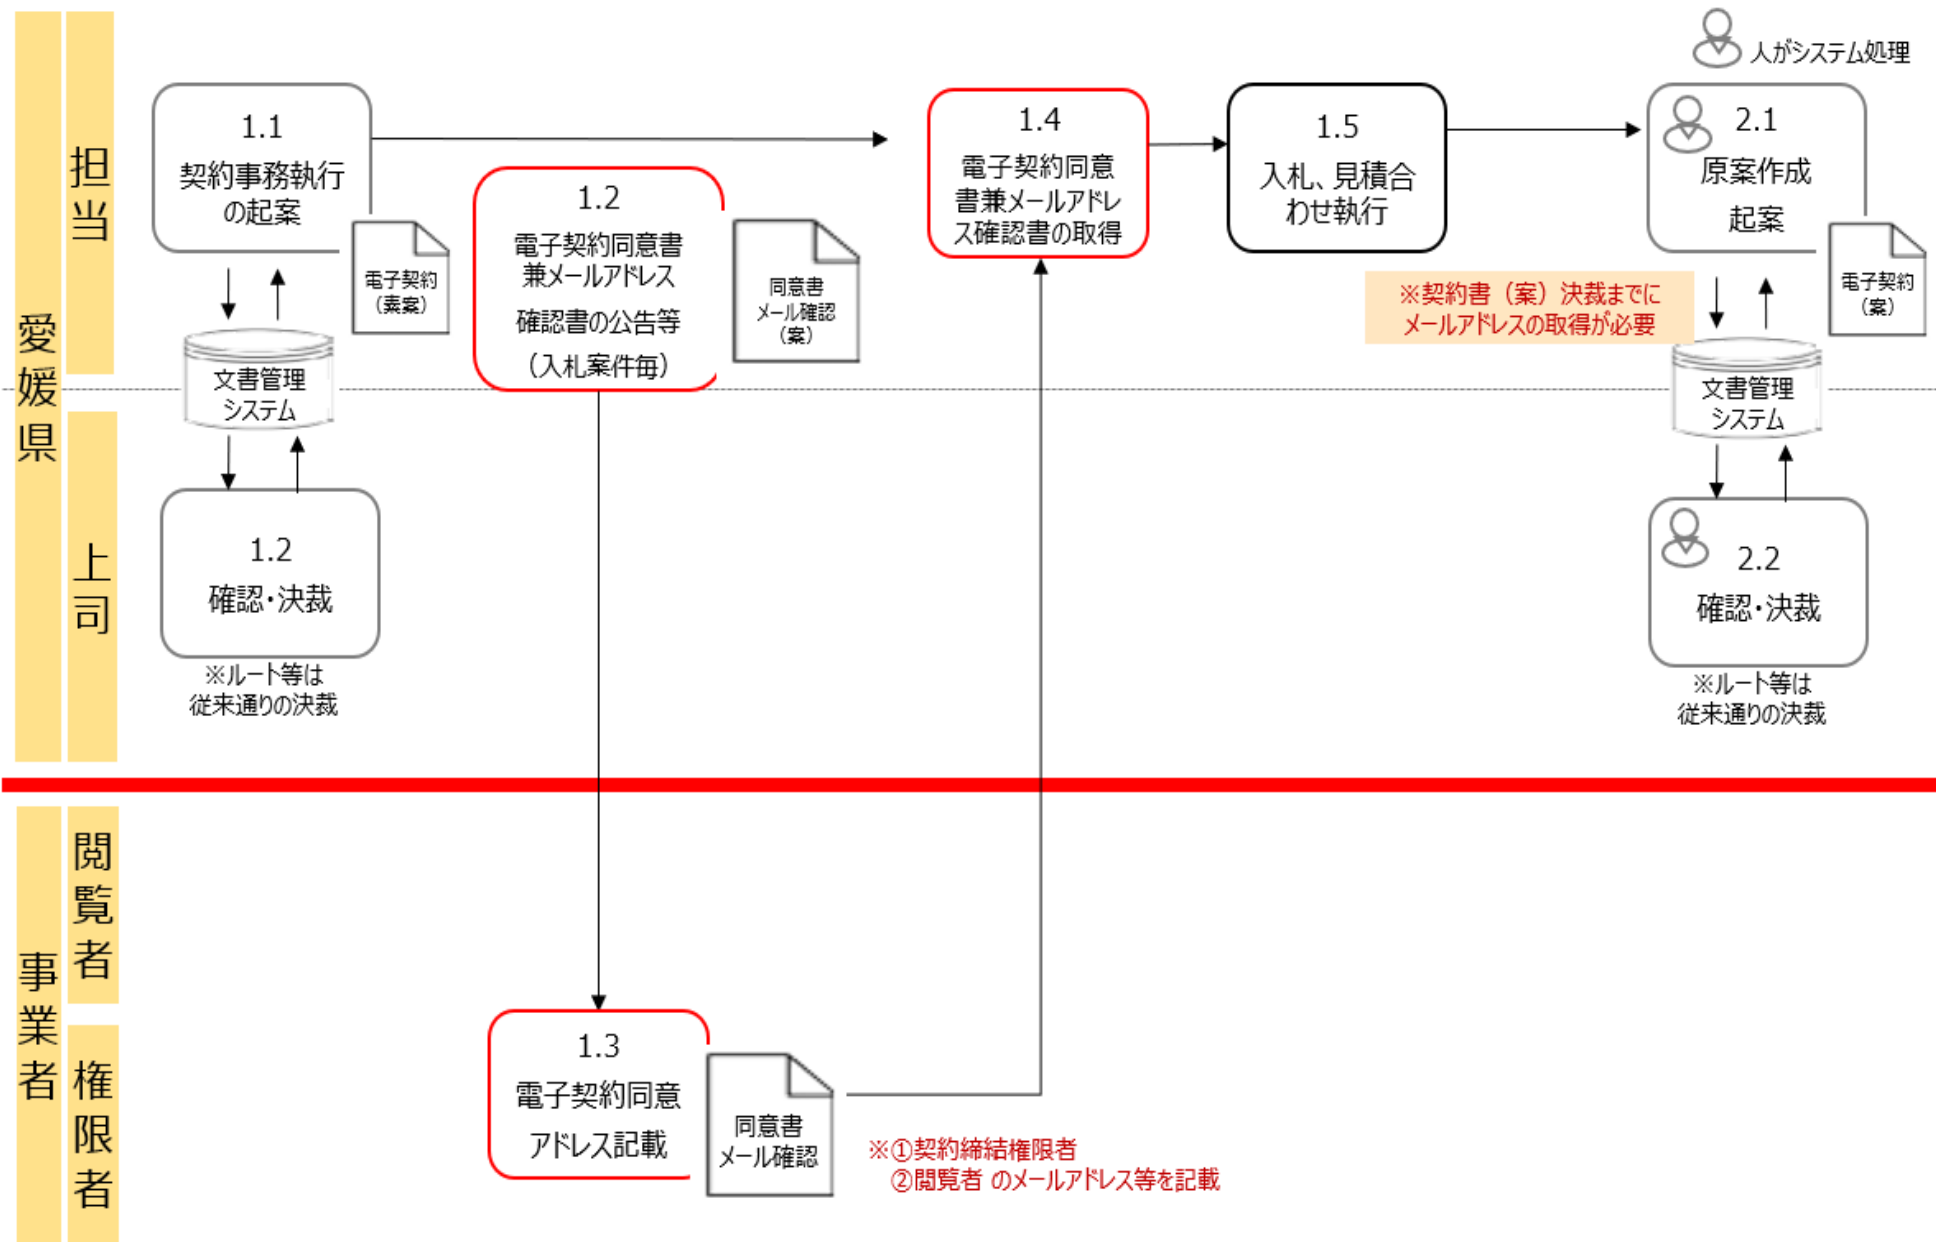 人がシステム処理
愛媛県
担当
1.1
契約事務執行
の起案
電子契約
（素案）
1.2
電子契約同意書
兼メールアドレス
確認書の公告等
（入札案件毎）
同意書
メール確認
（案）
1.4
電子契約同意
書兼メールアドレ
ス確認書の取得
1.5
入札、見積合
わせ執行
2.1
原案作成
起案
電子契約
（案）
※契約書（案）決裁までに
メールアドレスの取得が必要
文書管理
システム
文書管理
システム
上司
1.2
確認・決裁
※ルート等は
従来通りの決裁
2.2
確認・決裁
※ルート等は
従来通りの決裁
事業者
閲覧者
権限者
1.3
電子契約同意
アドレス記載
同意書
メール確認
※①契約締結権限者
②閲覧者 のメールアドレス等を記載